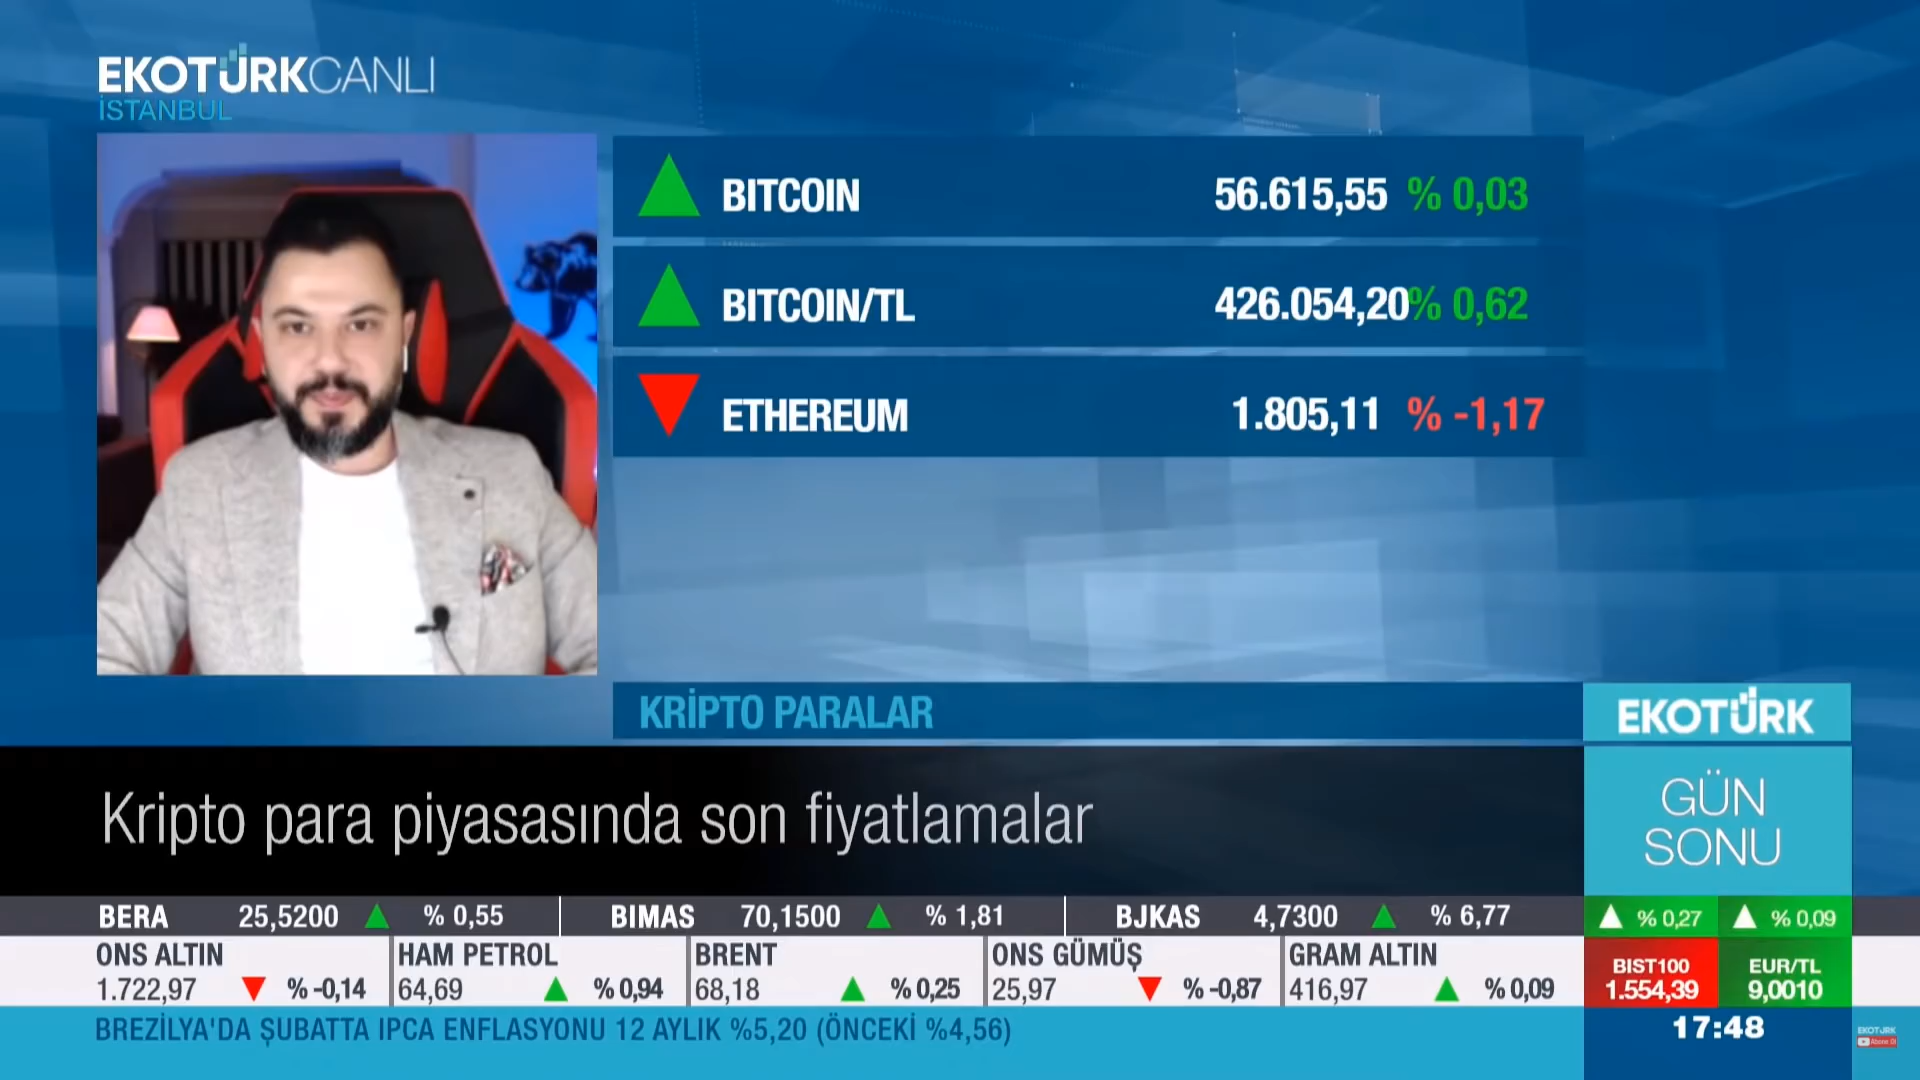 EKOTÜRKCANLI
İSTANBUL
BITCOIN 56.615,55 % 0,03
BITCOIN/TL 426.054,20 % 0,62
ETHEREUM 1.805,11 % -1,17
KRİPTO PARALAR
EKOTÜRK
Kripto para piyasasında son fiyatlamalar
GÜN
SONU
BERA 25,5200 % 0,55 BIMAS 70,1500 % 1,81 BJKAS 4,7300 % 6,77
% 0,27 % 0,09
ONS ALTIN HAM PETROL BRENT ONS GÜMÜŞ GRAM ALTIN
1.722,97 % -0,14 64,69 % 0,94 68,18 % 0,25 25,97 % -0,87 416,97 % 0,09
BIST100 EUR/TL
1.554,39 9,0010
BREZİLYA'DA ŞUBATTA IPCA ENFLASYONU 12 AYLIK %5,20 (ÖNCEKİ %4,56)
17:48
EKOTÜRK
Abone Ol